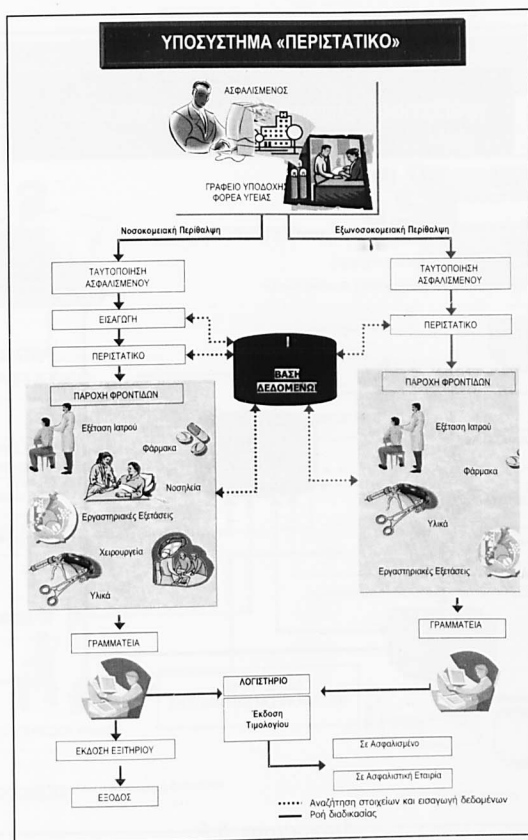 ΥΠΟΣΥΣΤΗΜΑ «ΠΕΡΙΣΤΑΤΙΚΟ»
ΑΣΦΑΛΙΣΜΕΝΟΣ
ΓΡΑΦΕΙΟ ΥΠΟΔΟΧΗΣ
ΦΟΡΕΑ ΥΓΕΙΑΣ
Νοσοκομειακή Περίθαλψη
Εξωνοσοκομειακή Περίθαλψη
ΤΑΥΤΟΠΟΙΗΣΗ
ΑΣΦΑΛΙΣΜΕΝΟΥ
ΕΙΣΑΓΩΓΗ
ΠΕΡΙΣΤΑΤΙΚΟ
ΠΑΡΟΧΗ ΦΡΟΝΤΙΔΩΝ
Εξέταση Ιατρού
Φάρμακα
Νοσηλεία
Εργαστηριακές Εξετάσεις
Χειρουργεία
Υλικά
ΓΡΑΜΜΑΤΕΙΑ
ΕΚΔΟΣΗ ΕΞΙΤΗΡΙΟΥ
ΕΞΟΔΟΣ
ΒΑΣΗ
ΔΕΔΟΜΕΝΩΝ
ΤΑΥΤΟΠΟΙΗΣΗ
ΑΣΦΑΛΙΣΜΕΝΟΥ
ΠΕΡΙΣΤΑΤΙΚΟ
ΠΑΡΟΧΗ ΦΡΟΝΤΙΔΩΝ
Εξέταση Ιατρού
Φάρμακα
Υλικά
Εργαστηριακές Εξετάσεις
ΓΡΑΜΜΑΤΕΙΑ
ΛΟΓΙΣΤΗΡΙΟ
Έκδοση
Τιμολογίου
Σε Ασφαλισμένο
Σε Ασφαλιστική Εταιρία
Αναζήτηση στοιχείων και εισαγωγή δεδομένων
Ροή διαδικασίας